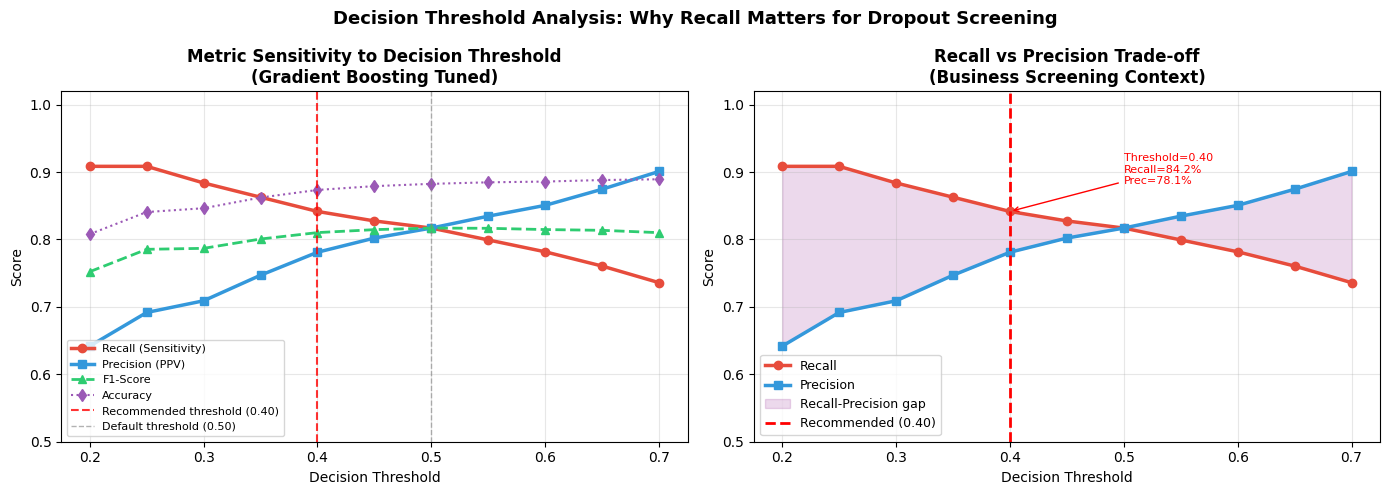 Decision Threshold Analysis: Why Recall Matters for Dropout Screening
Metric Sensitivity to Decision Threshold
(Gradient Boosting Tuned)
Score
1.0
0.9
0.8
0.7
0.6
0.5
Recall (Sensitivity)
Precision (PPV)
F1-Score
Accuracy
Recommended threshold (0.40)
Default threshold (0.50)
0.2 0.3 0.4 0.5 0.6 0.7
Decision Threshold
Recall vs Precision Trade-off
(Business Screening Context)
Score
1.0
0.9
0.8
0.7
0.6
0.5
Threshold=0.40
Recall=84.2%
Prec=78.1%
Recall
Precision
Recall-Precision gap
Recommended (0.40)
0.2 0.3 0.4 0.5 0.6 0.7
Decision Threshold